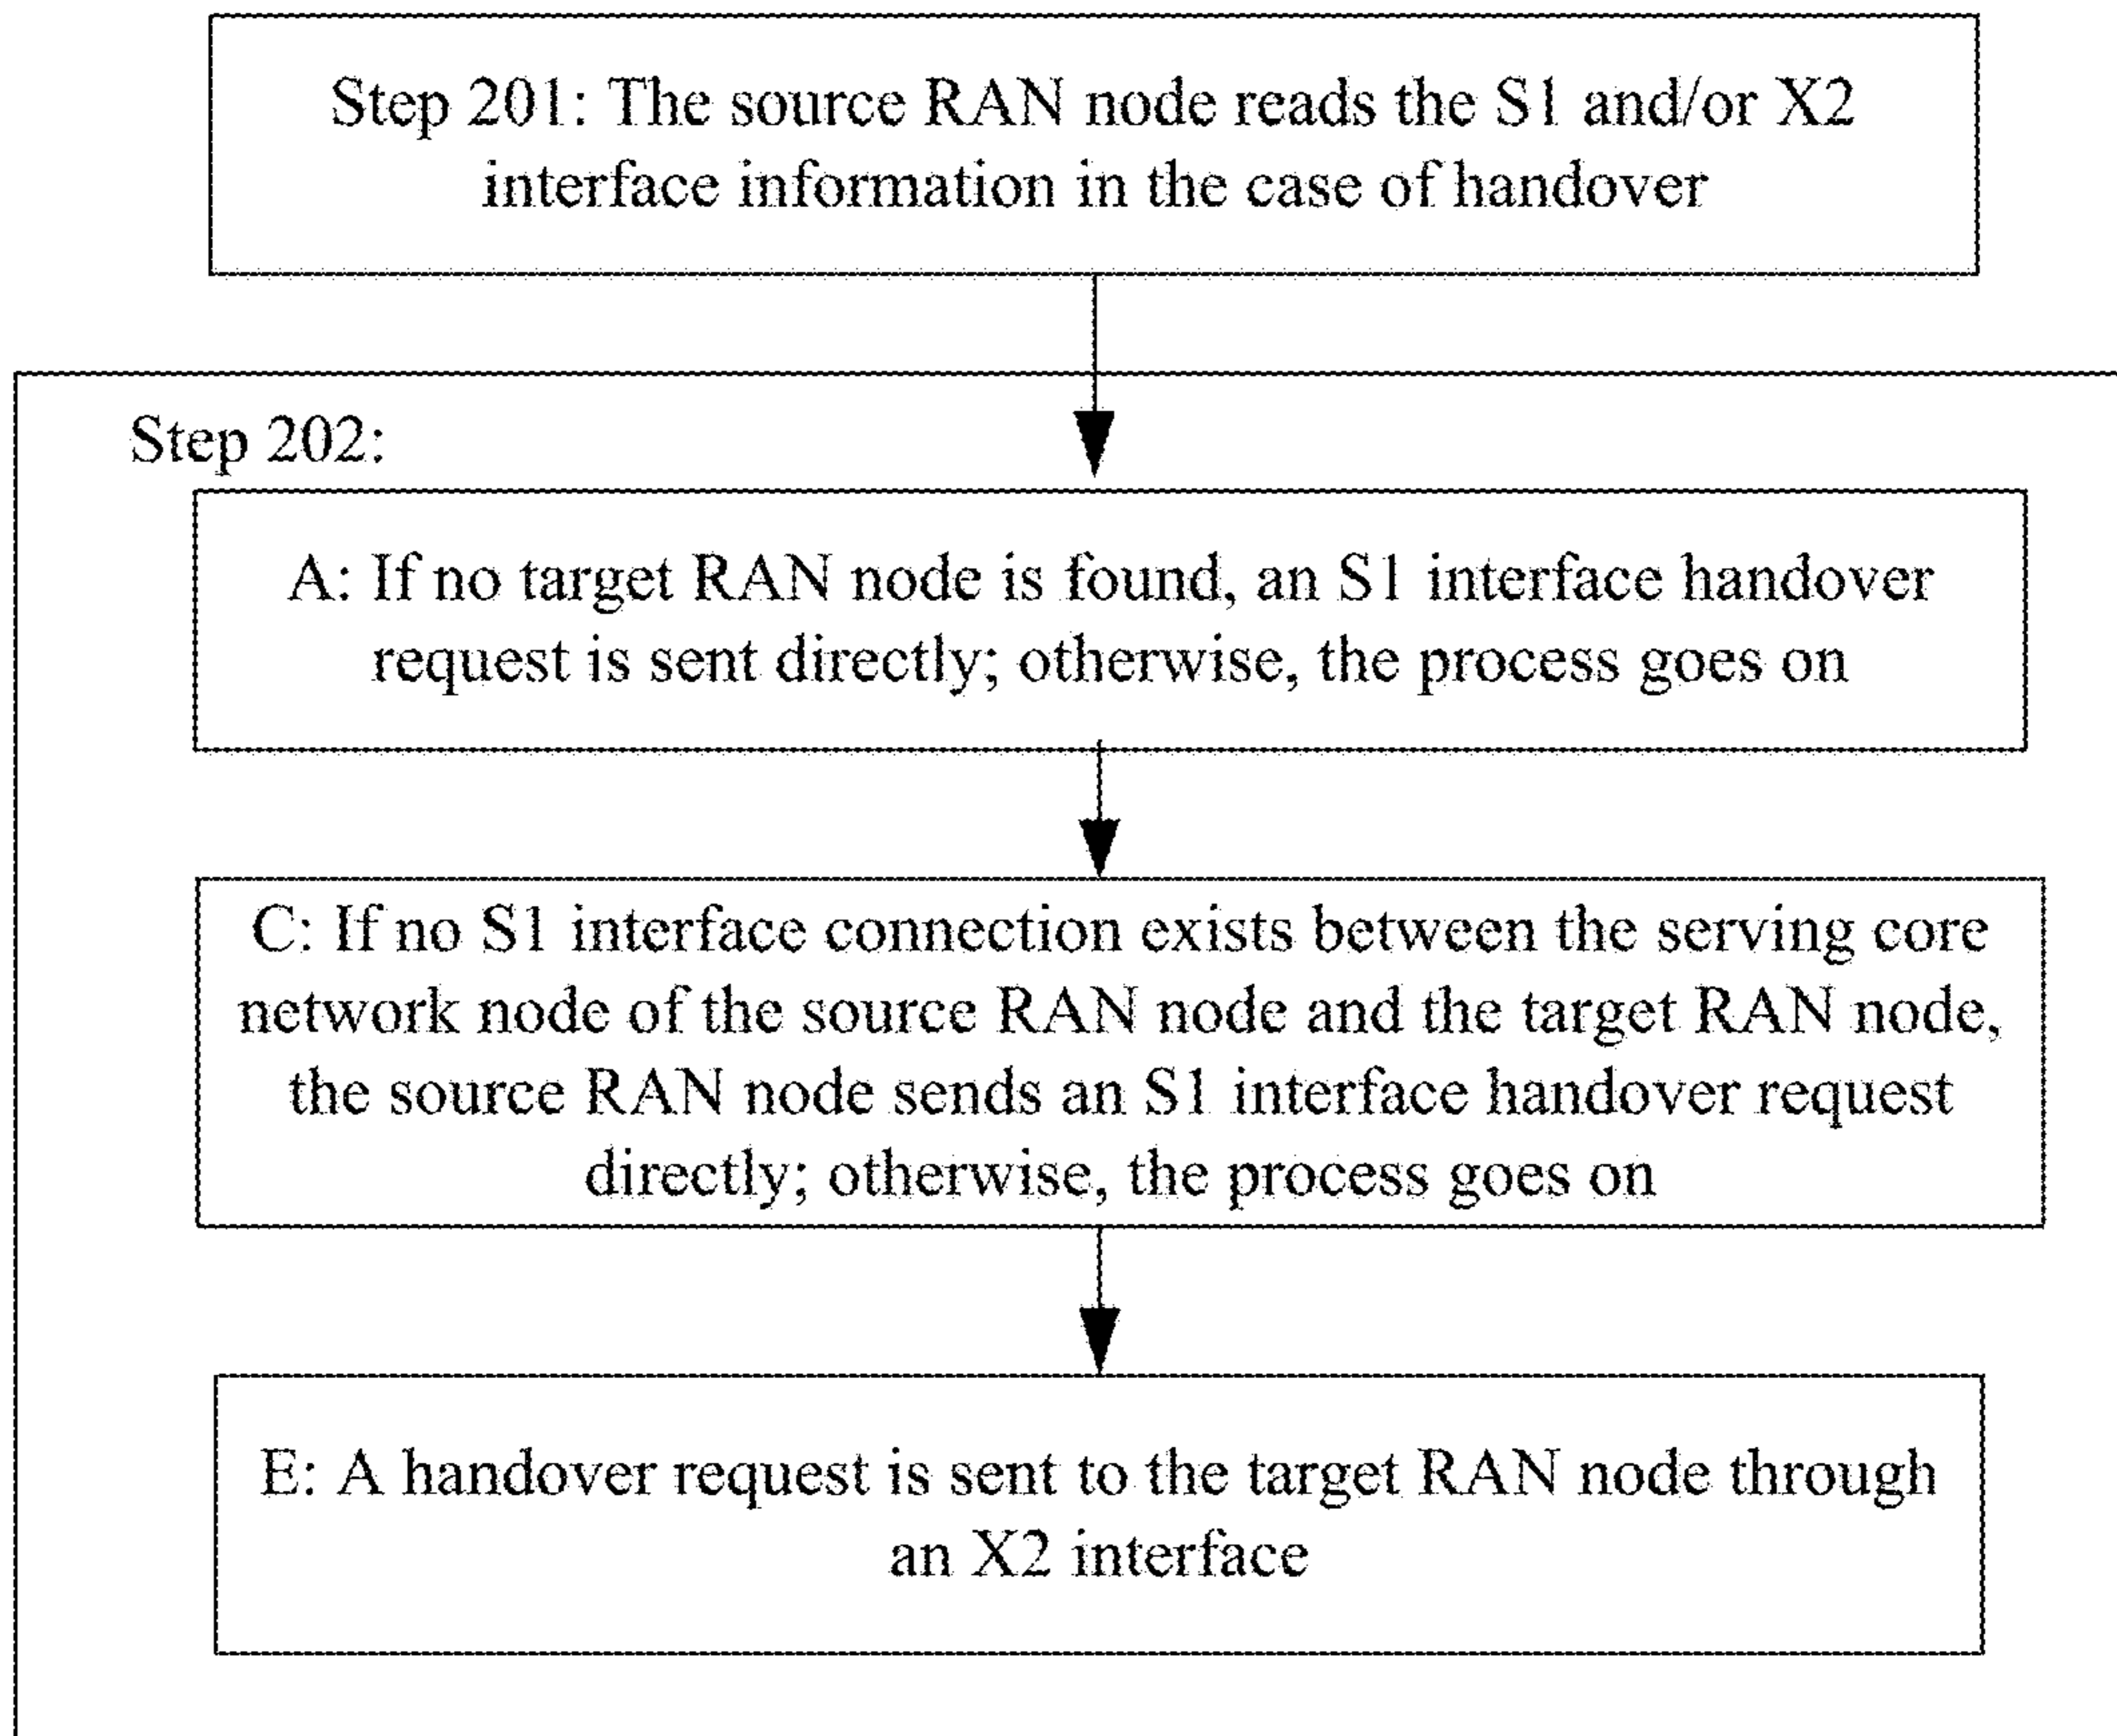 Step 201: The source RAN node reads the S1 and/or X2
interface information in the case of handover
Step 202:
A: If no target RAN node is found, an S1 interface handover
request is sent directly; otherwise, the process goes on
C: If no S1 interface connection exists between the serving core
network node of the source RAN node and the target RAN node,
the source RAN node sends an S1 interface handover request
directly; otherwise, the process goes on
E: A handover request is sent to the target RAN node through
an X2 interface